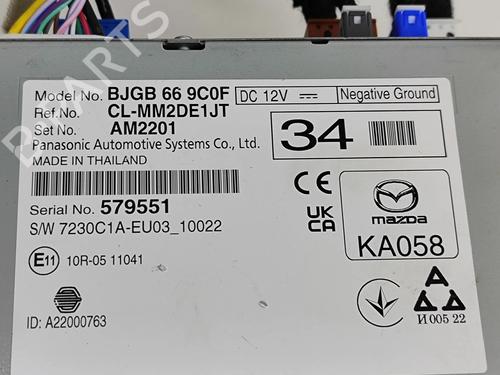 B-PARTS
Model No. BJGB 66 9C0F
DC 12V
Negative Ground
Ref.No. CL-MM2DE1JT
Set No. AM2201
34
Panasonic Automotive Systems Co., Ltd.
MADE IN THAILAND
Serial No. 579551
S/W 7230C1A-EU03_10022
CE
UK
CA
mazda
KA058
E11 10R-05 11041
ID: A22000763
И 005 22